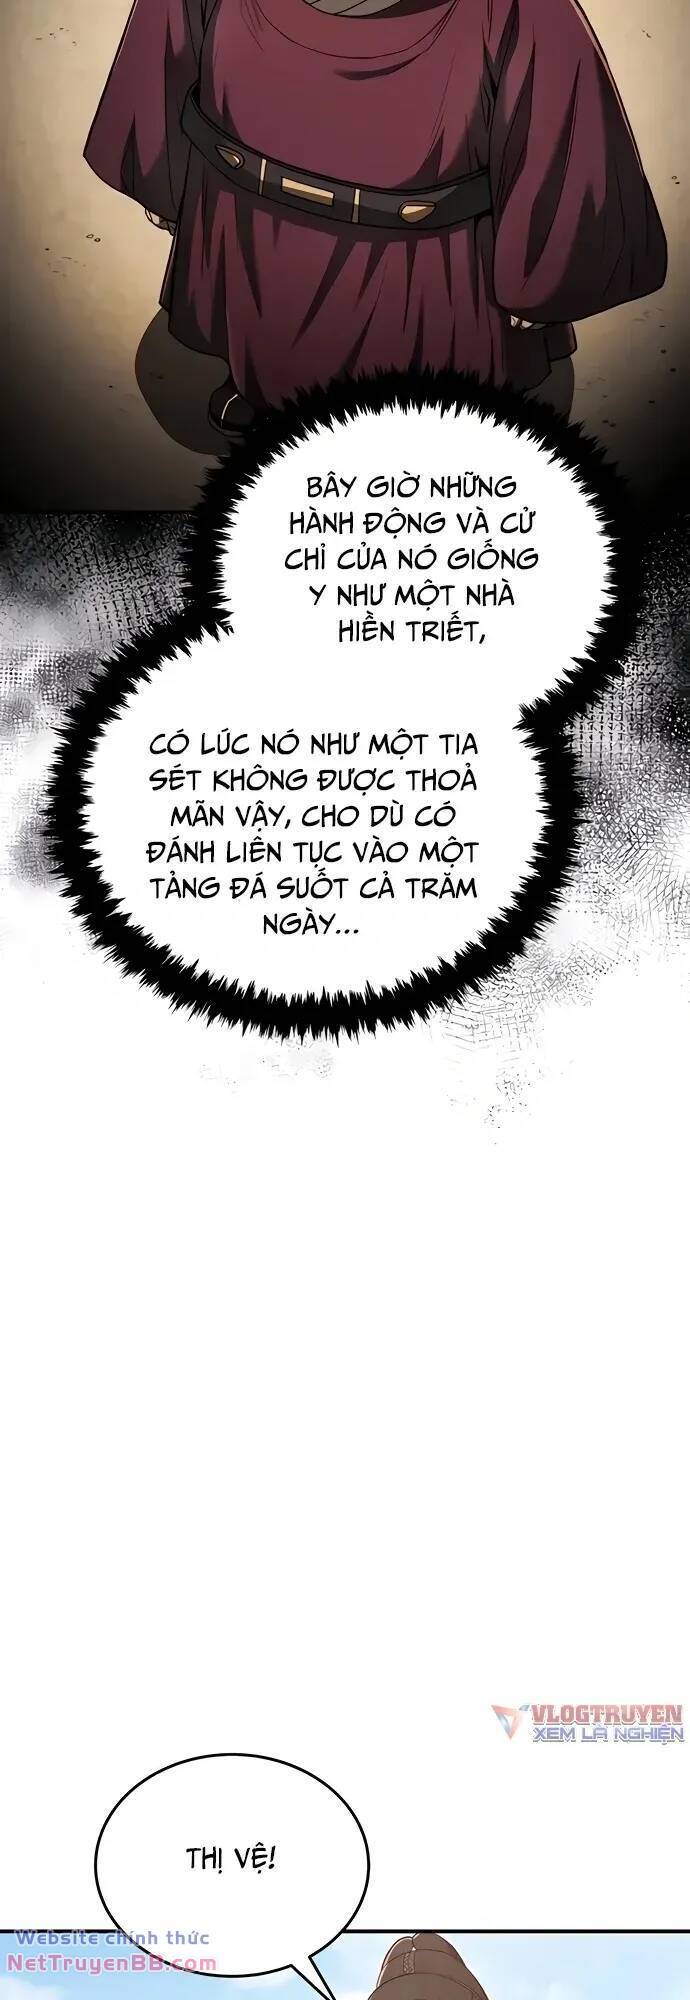 BÂY GIỜ NHỮNG
HÀNH ĐỘNG VÀ CỬ
CHỈ CỦA NÓ GIỐNG
Y NHƯ MỘT NHÀ
HIỀN TRIẾT,
CÓ LÚC NÓ NHƯ MỘT TIA
SÉT KHÔNG ĐƯỢC THOẢ
MÃN VẬY, CHO DÙ CÓ
ĐÁNH LIÊN TỤC VÀO MỘT
TẢNG ĐÁ SUỐT CẢ TRĂM
NGÀY...
VLOGTRUYEN
XEM LÀ NGHIỆN
THỊ VỆ!
Website chính thức
NetTruyenBB.com